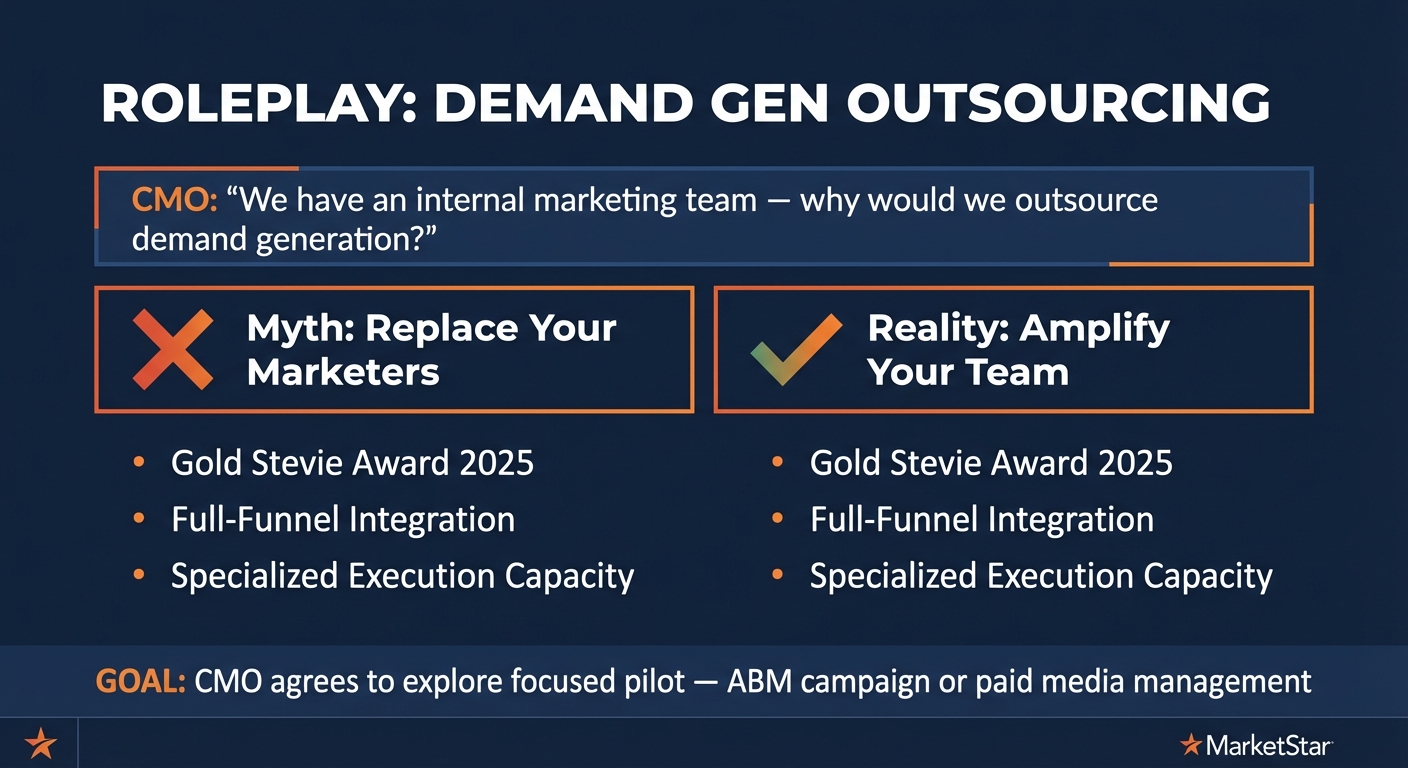 ROLEPLAY: DEMAND GEN OUTSOURCING
CMO: “We have an internal marketing team — why would we outsource
demand generation?”
Myth: Replace Your
Marketers
• Gold Stevie Award 2025
• Full-Funnel Integration
• Specialized Execution Capacity
Reality: Amplify
Your Team
• Gold Stevie Award 2025
• Full-Funnel Integration
• Specialized Execution Capacity
GOAL: CMO agrees to explore focused pilot — ABM campaign or paid media management
MarketStar